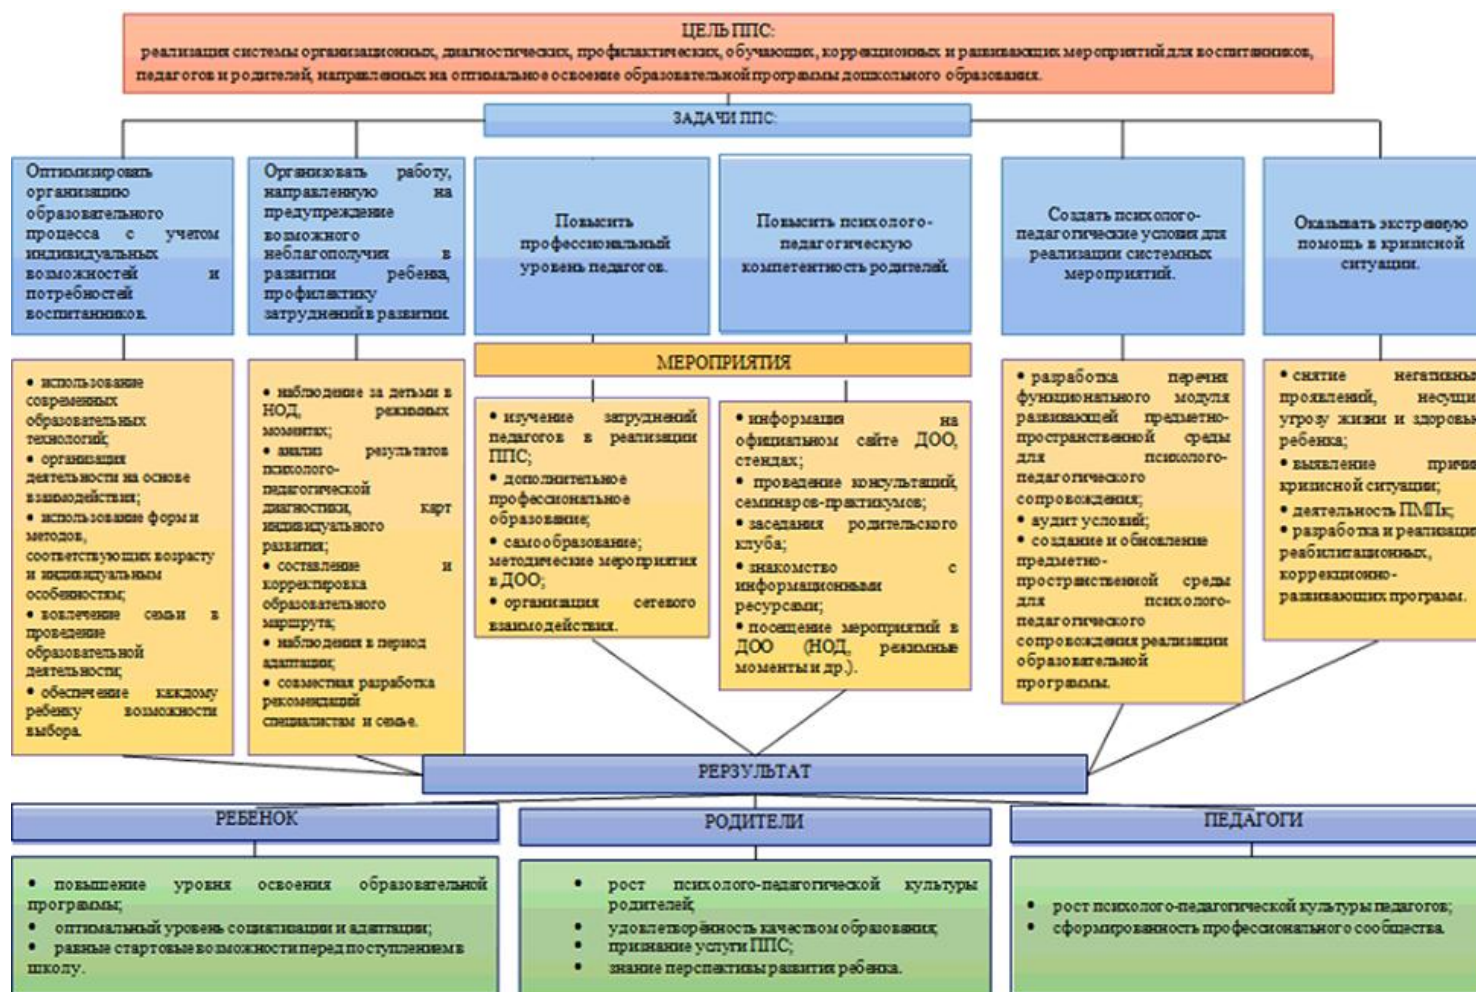 ЦЕЛЬ ППС:
реализация системы организационных, диагностических, профилактических, обучающих, коррекционных и развивающих мероприятий для воспитанников,
педагогов и родителей, направленных на оптимальное освоение образовательной программы дошкольного образования.
ЗАДАЧИ ППС:
Оптимизировать
организацию
образовательного
процесса с учетом
индивидуальных
возможностей и
потребностей
воспитанников.
Организовать работу,
направленную на
предупреждение
возможного
неблагополучия в
развитии ребенка,
профилактику
затруднений в развитии.
Повысить
профессиональный
уровень педагогов.
Повысить психолого-
педагогическую
компетентность родителей.
Создать психолого-
педагогические условия для
реализации системных
мероприятий.
Оказывать экстренную
помощь в кризисной
ситуации.
МЕРОПРИЯТИЯ
• использование
современных
образовательных
технологий;
• организация
деятельности на основе
взаимодействия;
• использование форм и
методов,
соответствующих возрасту
и индивидуальным
особенностям;
• вовлечение семьи в
проведение
образовательной
деятельности;
• обеспечение каждому
ребенку возможности
выбора.
• наблюдение за детьми в
НОД, режимных
моментах;
• анализ результатов
психолого-
педагогической
диагностики, карт
индивидуального
развития;
• составление и
корректировка
образовательного
маршрута;
• наблюдения в период
адаптации;
• совместная разработка
рекомендаций
специалистам и семье.
• изучение затруднений
педагогов в реализации
ППС;
• дополнительное
профессиональное
образование;
• самообразование;
методические мероприятия
в ДОО;
• организация сетевого
взаимодействия.
• информация на
официальном сайте ДОО,
стендах;
• проведение консультаций,
семинаров-практикумов;
• заседания родительского
клуба;
• знакомство с
информационными
ресурсами;
• посещение мероприятий в
ДОО (НОД, режимные
моменты и др.).
• разработка перечня
функционального модуля
развивающей предметно-
пространственной среды
для психолого-
педагогического
сопровождения;
• аудит условий;
• создание и обновление
предметно-
пространственной среды
для психолого-
педагогического
сопровождения реализации
образовательной
программы.
• снятие негативны
проявлений, несущи
угрозу жизни и здоровь
ребенка;
• выявление причи
кризисной ситуации;
• деятельность ПМПк;
• разработка и реализаци
реабилитационных,
коррекционно-
развивающих программ.
РЕРЗУЛЬТАТ
РЕБЕНОК
РОДИТЕЛИ
ПЕДАГОГИ
• повышение уровня освоения образовательной
программы;
• оптимальный уровень социализации и адаптации;
• равные стартовые возможности перед поступлением в
школу.
• рост психолого-педагогической культуры
родителей;
• удовлетворённость качеством образования;
• признание услуги ППС;
• знание перспективы развития ребенка.
• рост психолого-педагогической культуры педагогов;
• сформированность профессионального сообщества.